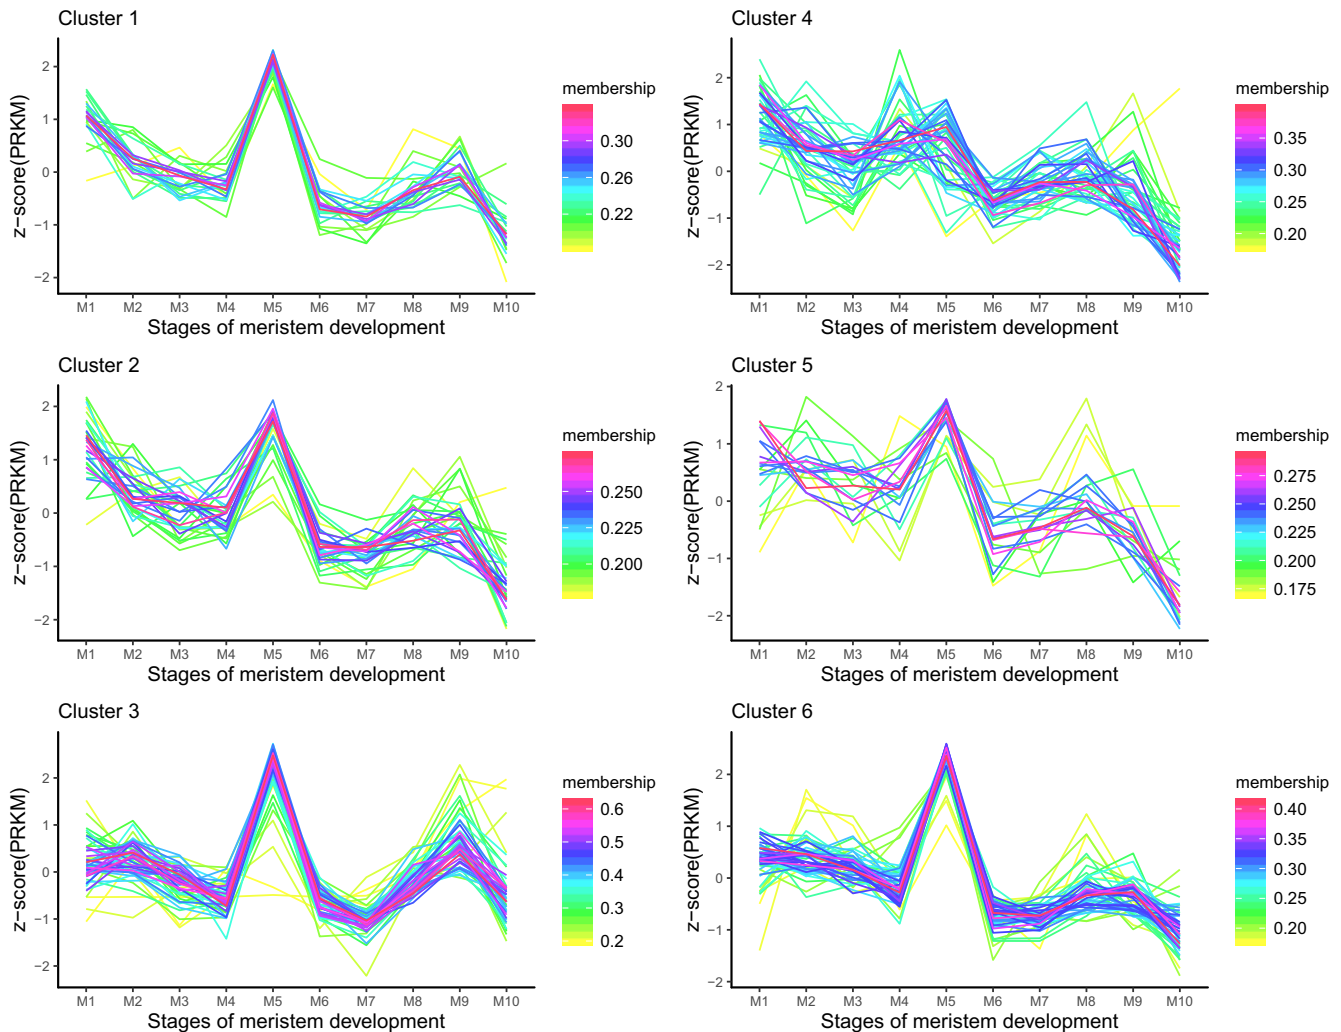 Cluster 1
z−score(PRKM)
2
1
0
−1
−2
M1 M2 M3 M4 M5 M6 M7 M8 M9 M10
Stages of meristem development
membership
0.30
0.26
0.22
Cluster 4
z−score(PRKM)
2
1
0
−1
−2
M1 M2 M3 M4 M5 M6 M7 M8 M9 M10
Stages of meristem development
membership
0.35
0.30
0.25
0.20
Cluster 2
z−score(PRKM)
2
1
0
−1
−2
M1 M2 M3 M4 M5 M6 M7 M8 M9 M10
Stages of meristem development
membership
0.250
0.225
0.200
Cluster 5
z−score(PRKM)
2
1
0
−1
−2
M1 M2 M3 M4 M5 M6 M7 M8 M9 M10
Stages of meristem development
membership
0.275
0.250
0.225
0.200
0.175
Cluster 3
z−score(PRKM)
2
1
0
−1
−2
M1 M2 M3 M4 M5 M6 M7 M8 M9 M10
Stages of meristem development
membership
0.6
0.5
0.4
0.3
0.2
Cluster 6
z−score(PRKM)
2
1
0
−1
−2
M1 M2 M3 M4 M5 M6 M7 M8 M9 M10
Stages of meristem development
membership
0.40
0.35
0.30
0.25
0.20